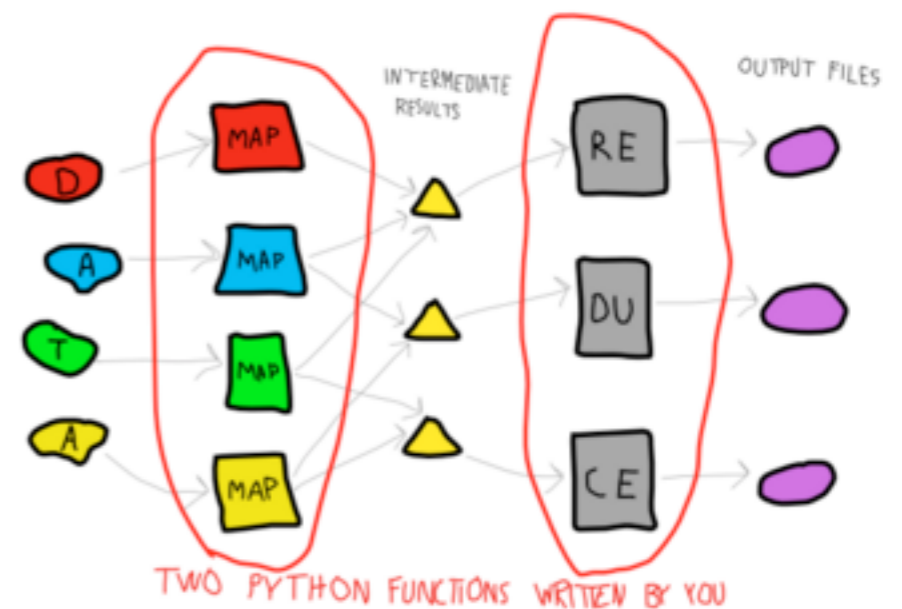 INTERMEDIATE
RESULTS
OUTPUT FILES
D
MAP
RE
A
MAP
DU
T
MAP
A
MAP
CE
TWO PYTHON FUNCTIONS WRITTEN BY YOU